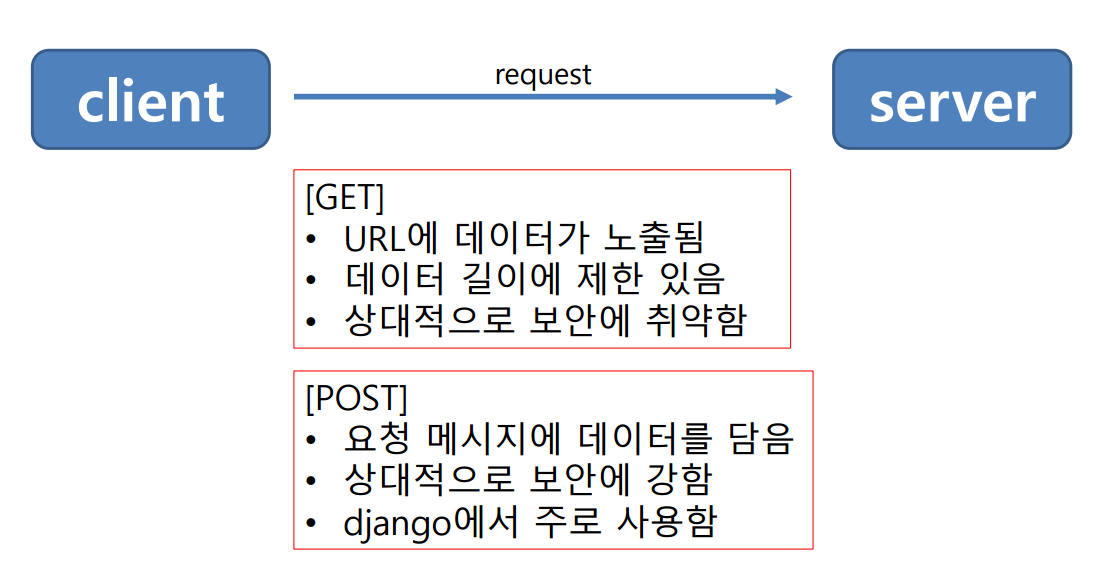 client
request
server
[GET]
• URL에 데이터가 노출됨
• 데이터 길이에 제한 있음
• 상대적으로 보안에 취약함
[POST]
• 요청 메시지에 데이터를 담음
• 상대적으로 보안에 강함
• django에서 주로 사용함